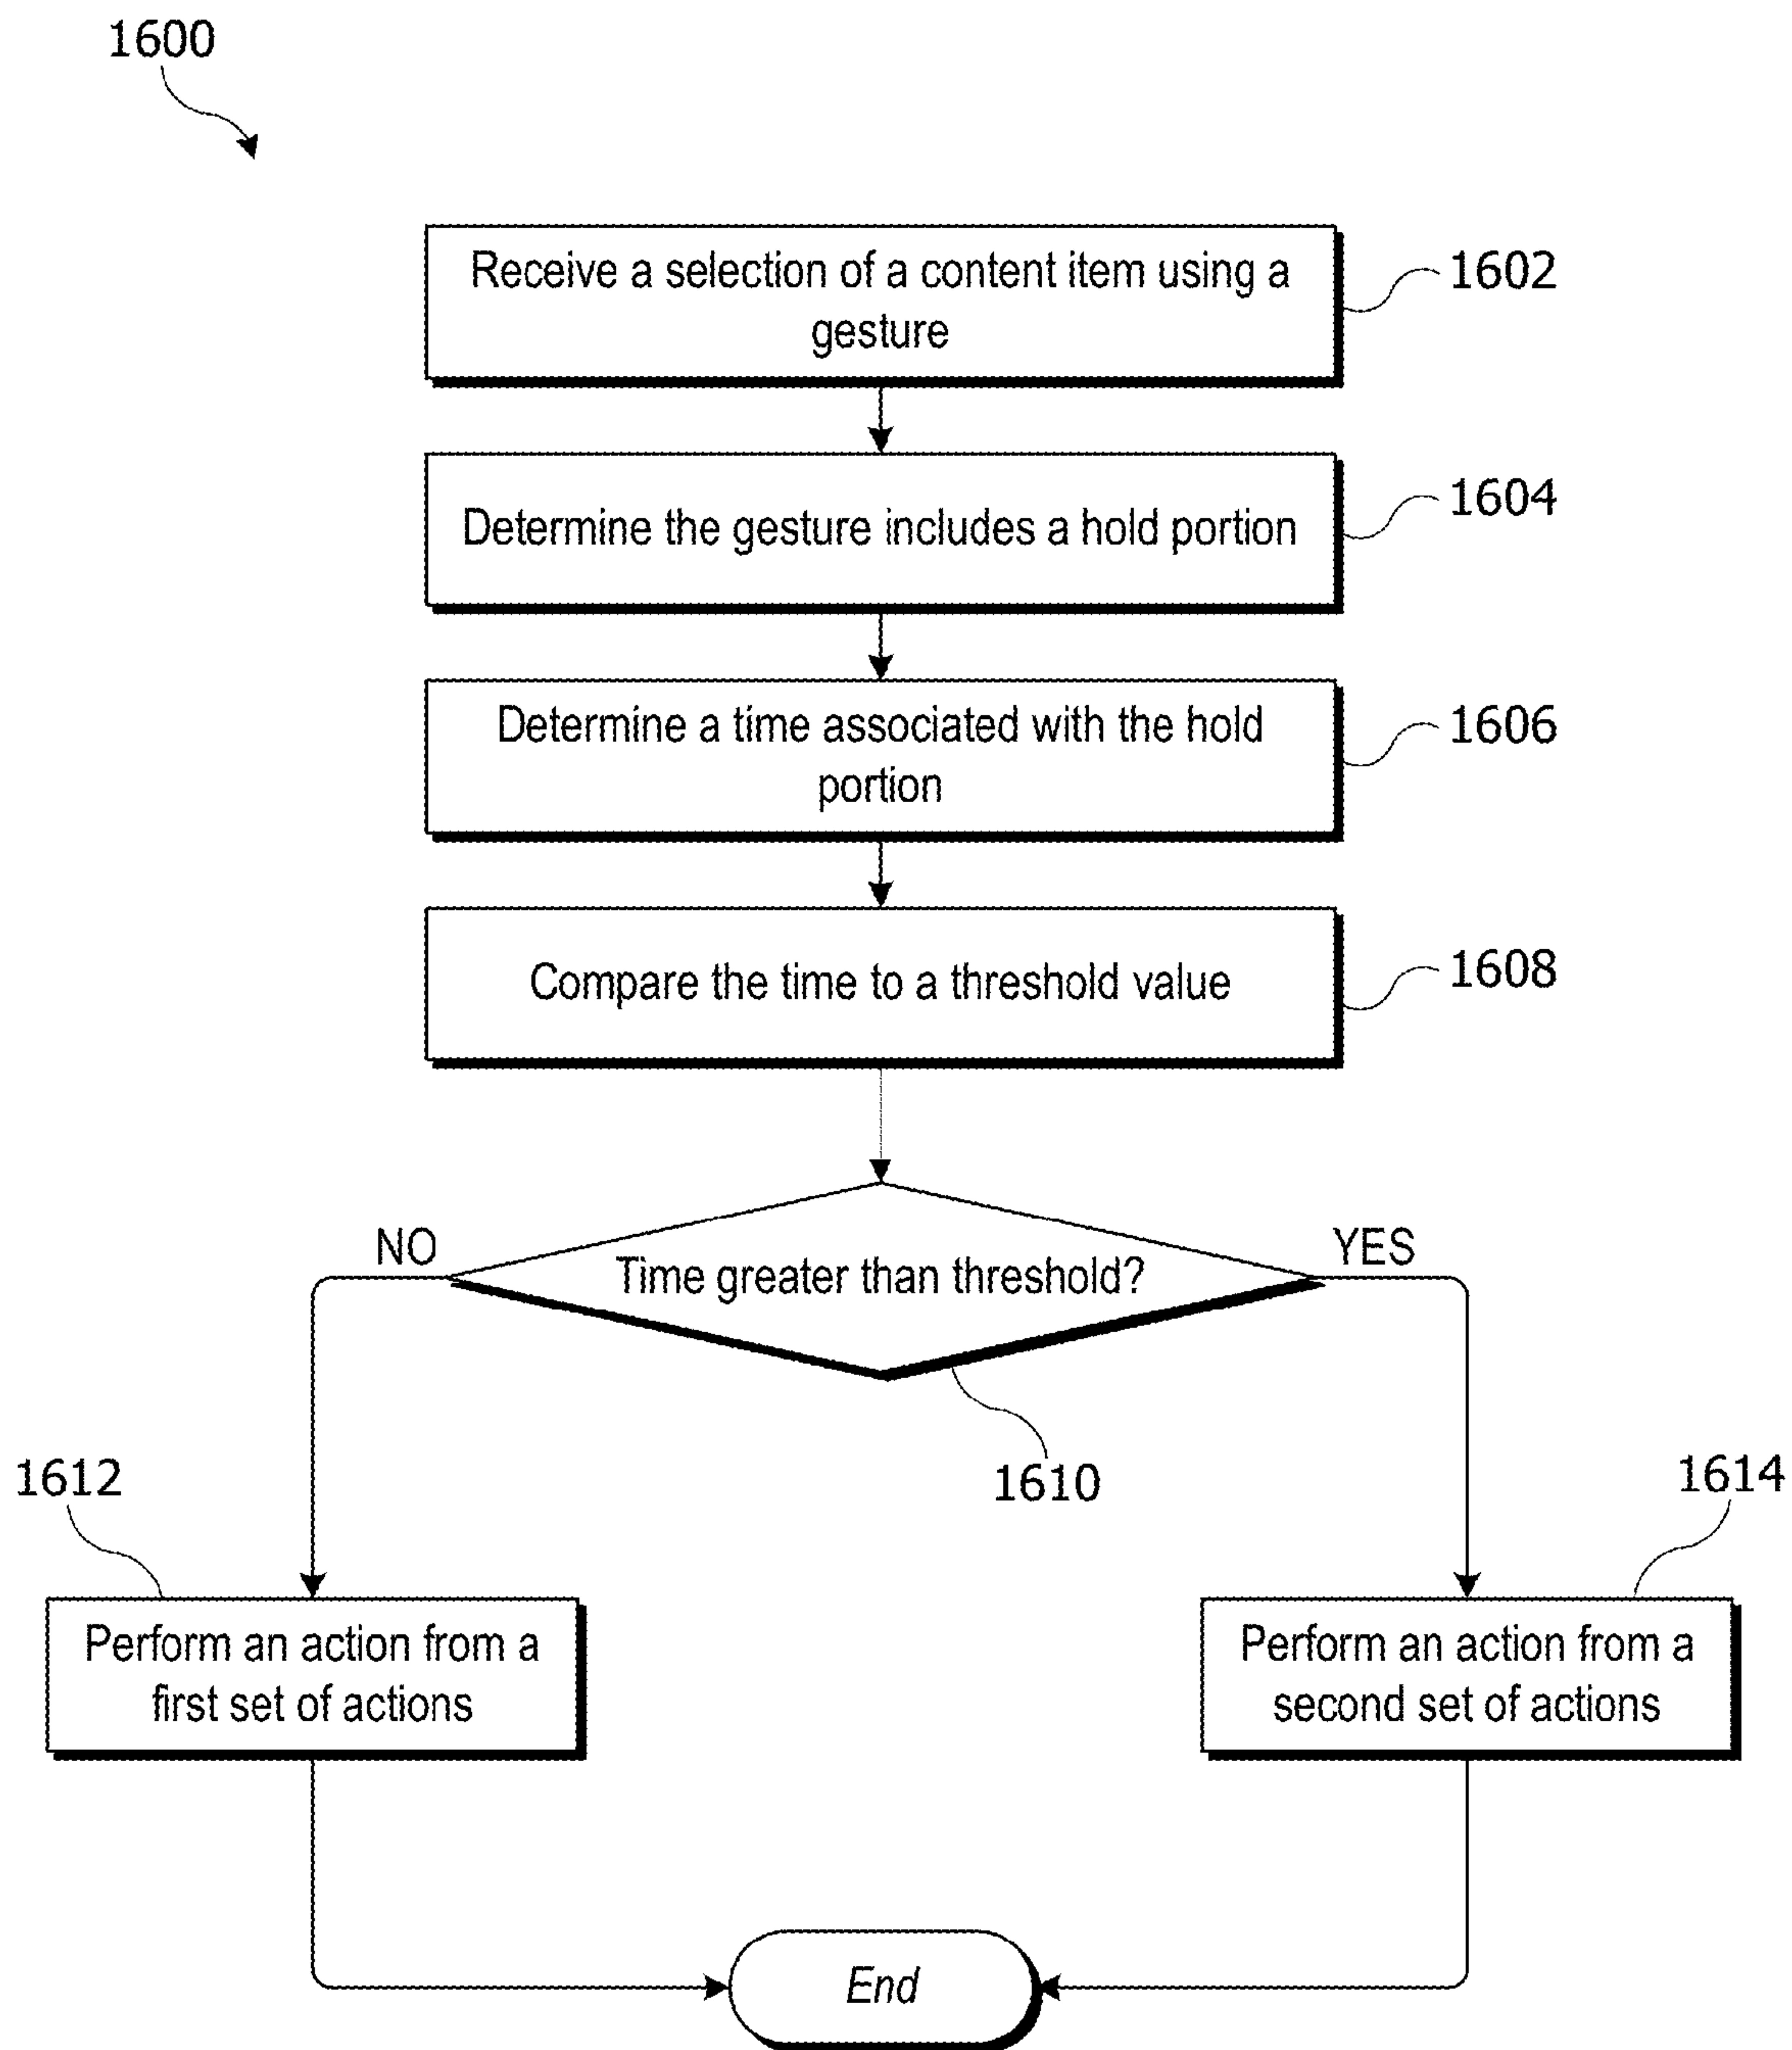 1600
Receive a selection of a content item using a
gesture
1602
Determine the gesture includes a hold portion
1604
Determine a time associated with the hold
portion
1606
Compare the time to a threshold value
1608
NO
Time greater than threshold?
YES
1610
1612
1614
Perform an action from a
first set of actions
Perform an action from a
second set of actions
End